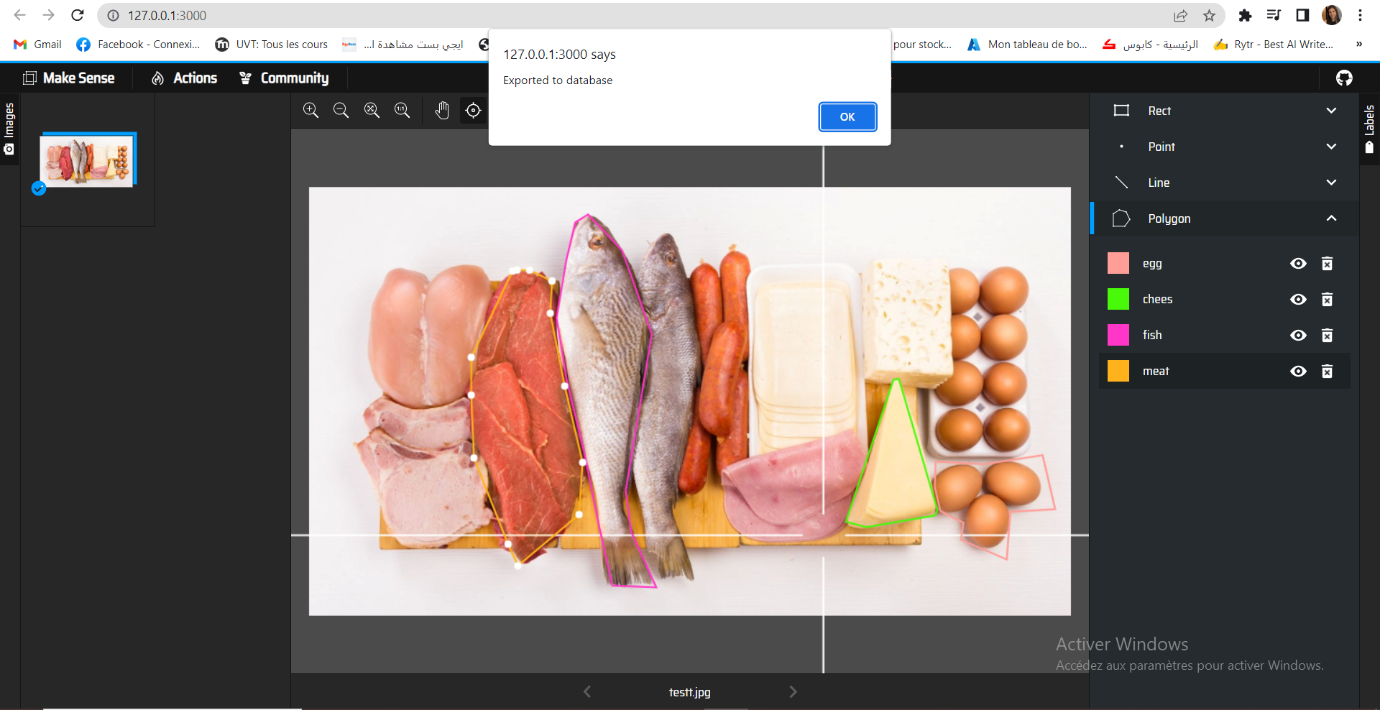 127.0.0.1:3000
Gmail
Facebook - Connexi...
UVT: Tous les cours
ايجي بست مشاهدة ا...
pour stock...
Mon tableau de bo...
الرئيسية - كابوس
Rytr - Best AI Write...
»
127.0.0.1:3000 says
Exported to database
OK
Make Sense
Actions
Community
Images
Labels
1:1
Rect
Point
Line
Polygon
egg
chees
fish
meat
Activer Windows
Accédez aux paramètres pour activer Windows.
testt.jpg